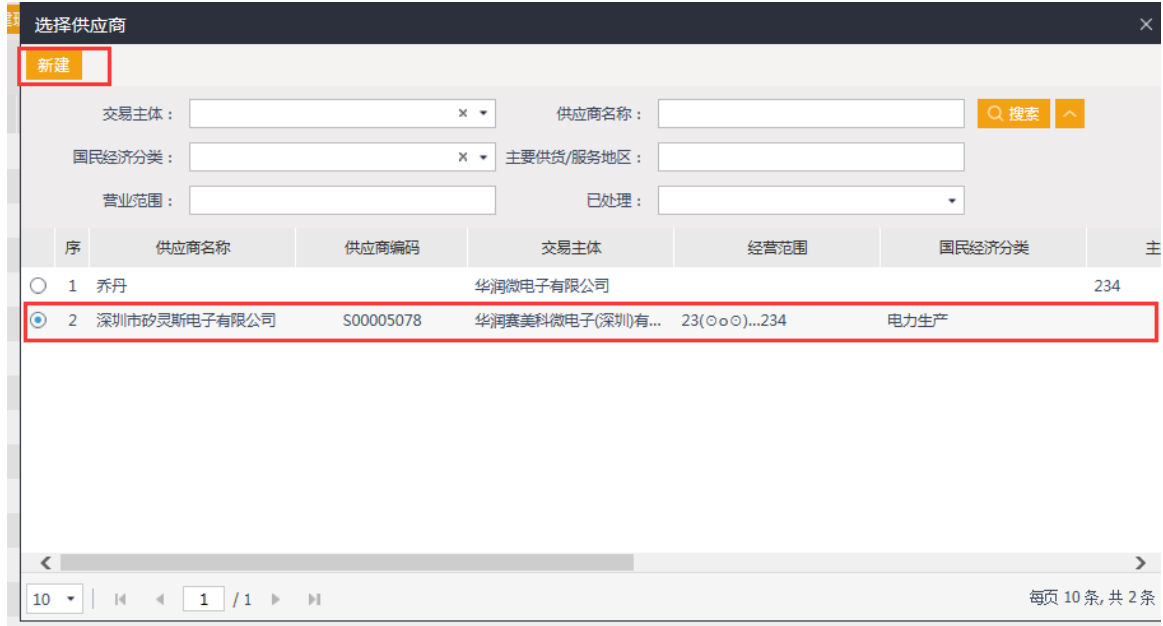 选择供应商
新建
交易主体： 供应商名称： 搜索
国民经济分类： 主要供货/服务地区：
营业范围： 已处理：
序 供应商名称 供应商编码 交易主体 经营范围 国民经济分类 主
1 乔丹 华润微电子有限公司 234
2 深圳市矽灵斯电子有限公司 S00005078 华润赛美科微电子(深圳)有... 23(⊙o⊙)...234 电力生产
10 1 / 1 每页 10 条, 共 2 条